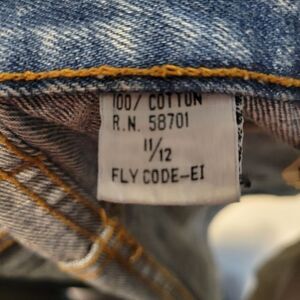 100/ COTTON
R.N. 58701
11/12
FLY CODE-EI